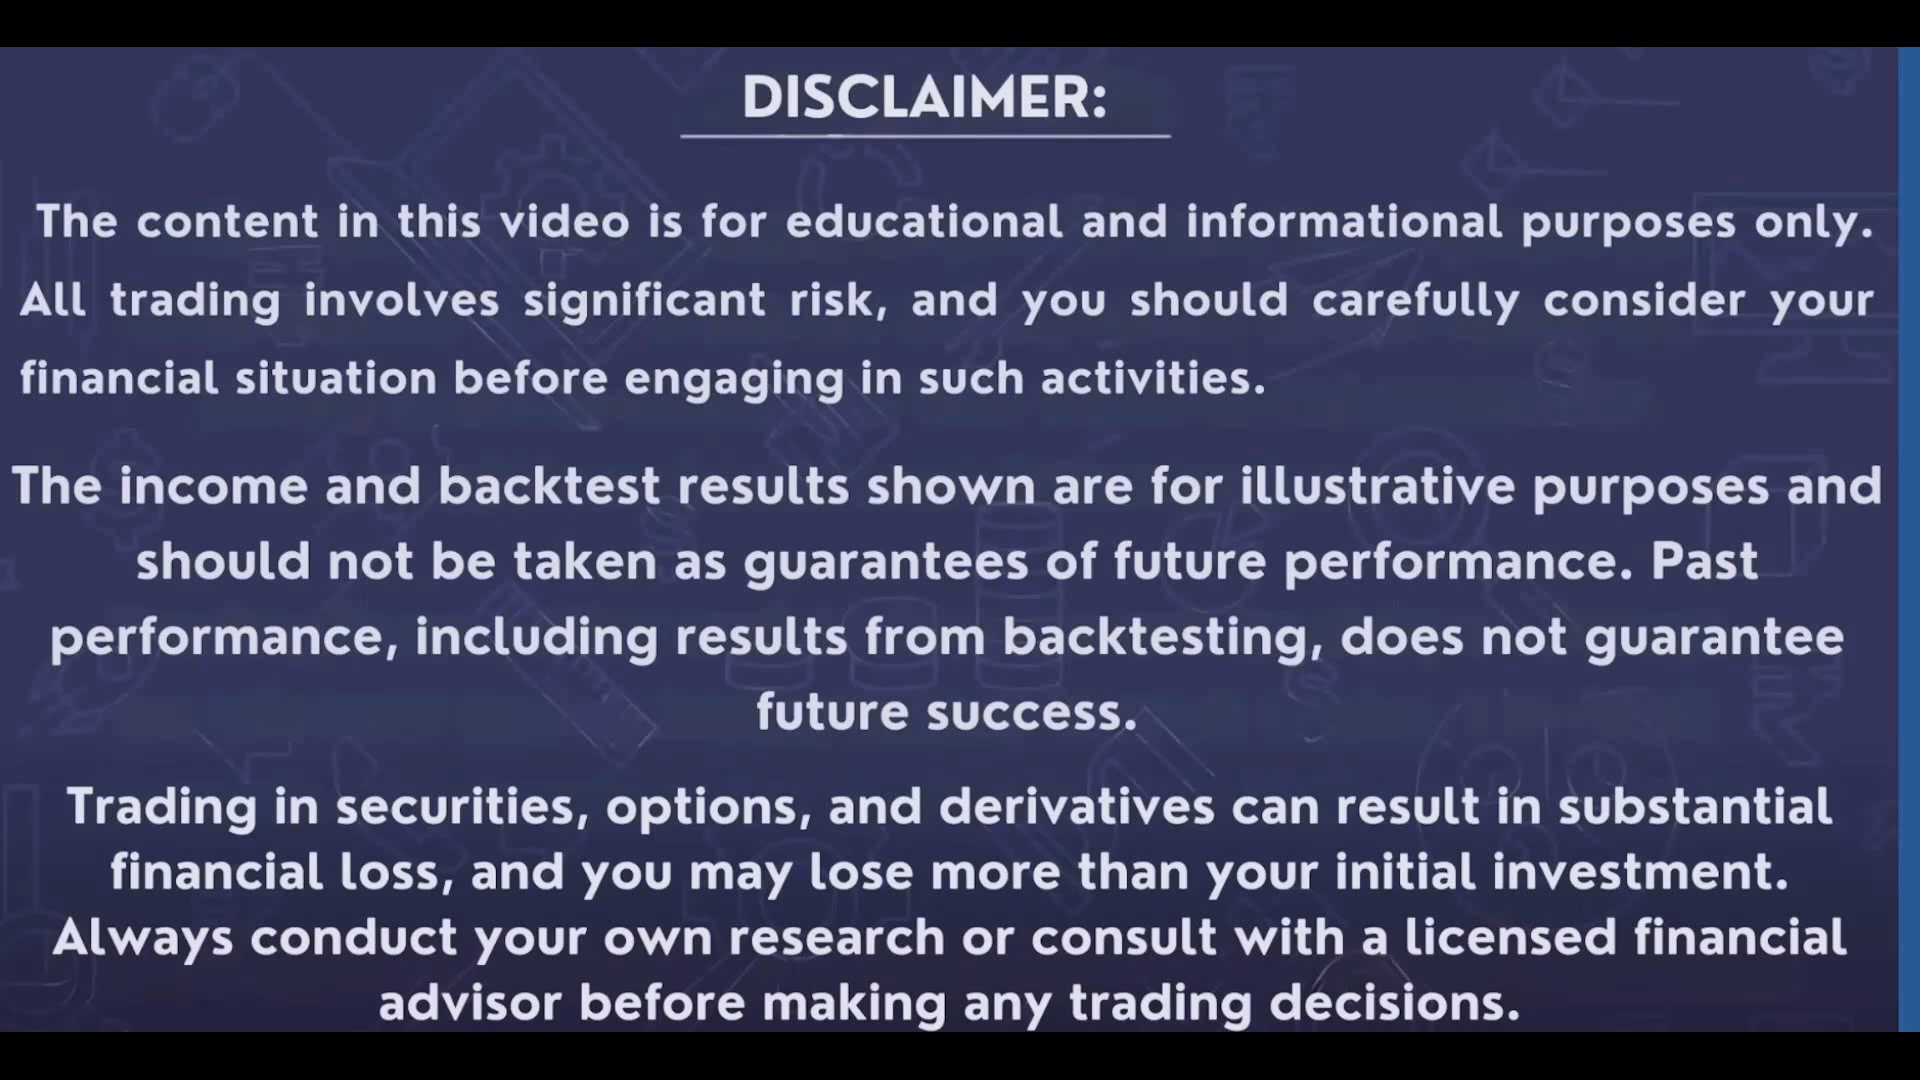 DISCLAIMER:
The content in this video is for educational and informational purposes only.
All trading involves significant risk, and you should carefully consider your
financial situation before engaging in such activities.
The income and backtest results shown are for illustrative purposes and
should not be taken as guarantees of future performance. Past
performance, including results from backtesting, does not guarantee
future success.
Trading in securities, options, and derivatives can result in substantial
financial loss, and you may lose more than your initial investment.
Always conduct your own research or consult with a licensed financial
advisor before making any trading decisions.